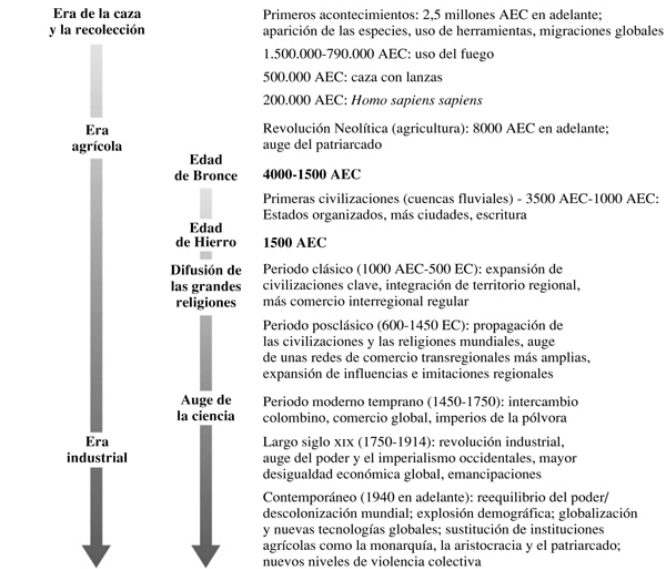 Era de la caza
y la recolección
Primeros acontecimientos: 2,5 millones AEC en adelante;
aparición de las especies, uso de herramientas, migraciones globales
1.500.000-790.000 AEC: uso del fuego
500.000 AEC: caza con lanzas
200.000 AEC: Homo sapiens sapiens
Era
agrícola
Revolución Neolítica (agricultura): 8000 AEC en adelante;
auge del patriarcado
Edad
de Bronce
4000-1500 AEC
Primeras civilizaciones (cuencas fluviales) - 3500 AEC-1000 AEC:
Estados organizados, más ciudades, escritura
Edad
de Hierro
1500 AEC
Difusión de
las grandes
religiones
Periodo clásico (1000 AEC-500 EC): expansión de
civilizaciones clave, integración de territorio regional,
más comercio interregional regular
Periodo posclásico (600-1450 EC): propagación de
las civilizaciones y las religiones mundiales, auge
de unas redes de comercio transregionales más amplias,
expansión de influencias e imitaciones regionales
Auge de
la ciencia
Periodo moderno temprano (1450-1750): intercambio
colombino, comercio global, imperios de la pólvora
Era
industrial
Largo siglo XIX (1750-1914): revolución industrial,
auge del poder y el imperialismo occidentales, mayor
desigualdad económica global, emancipaciones
Contemporáneo (1940 en adelante): reequilibrio del poder/
descolonización mundial; explosión demográfica; globalización
y nuevas tecnologías globales; sustitución de instituciones
agrícolas como la monarquía, la aristocracia y el patriarcado;
nuevos niveles de violencia colectiva